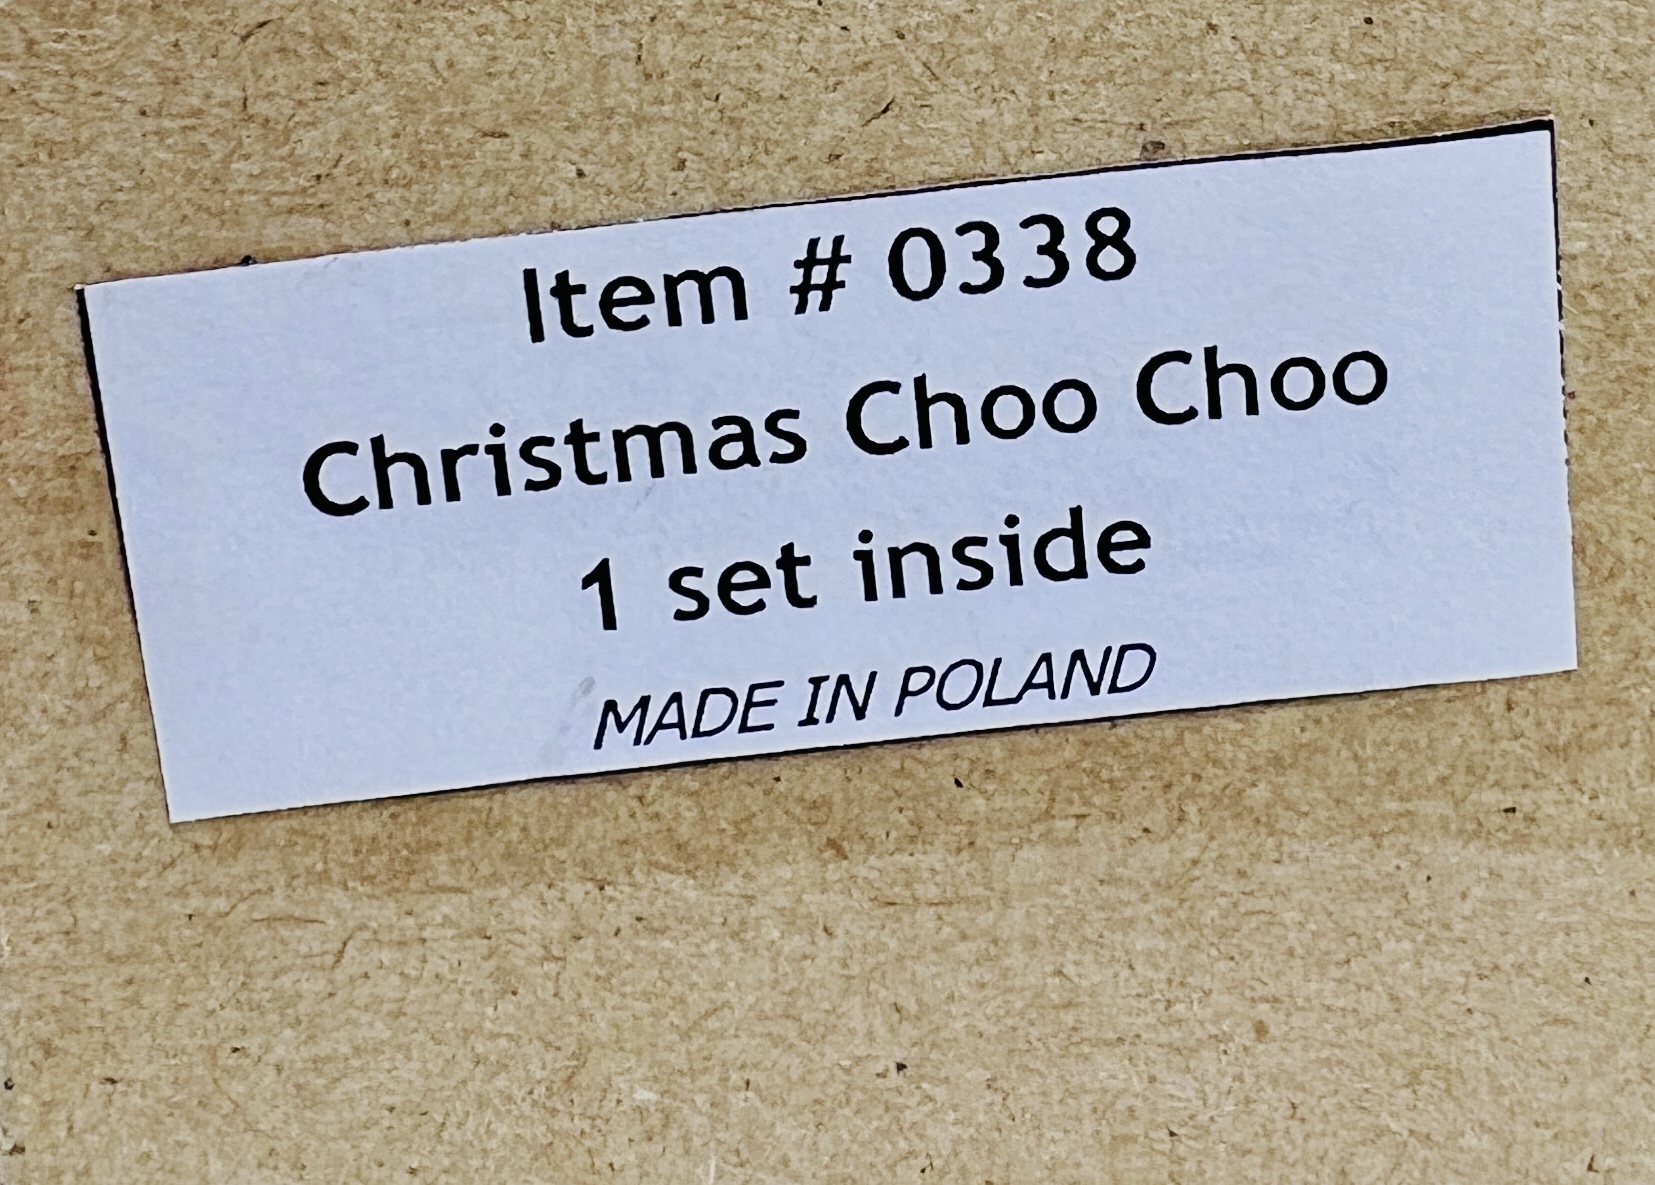 Item # 0338
Christmas Choo Choo
1 set inside
MADE IN POLAND